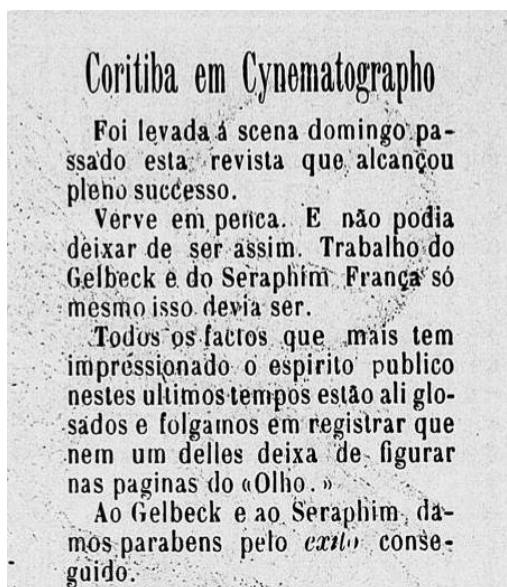 Coritiba em Cynematographo
Foi levada á scena domingo pa-
ssado esta revista que alcançou
pleno successo.
Verve em penca. E não podia
deixar de ser assim. Trabalho do
Gelbeck e do Seraphim França só
mesmo isso devia ser.
Todos os factos que mais tem
impressionado o espirito publico
nestes ultimos tempos estão ali glo-
sados e folgamos em registrar que
nem um delles deixa de figurar
nas paginas do «Olho.»
Ao Gelbeck e ao Seraphim da-
mos parabens pelo exito conse-
guido.